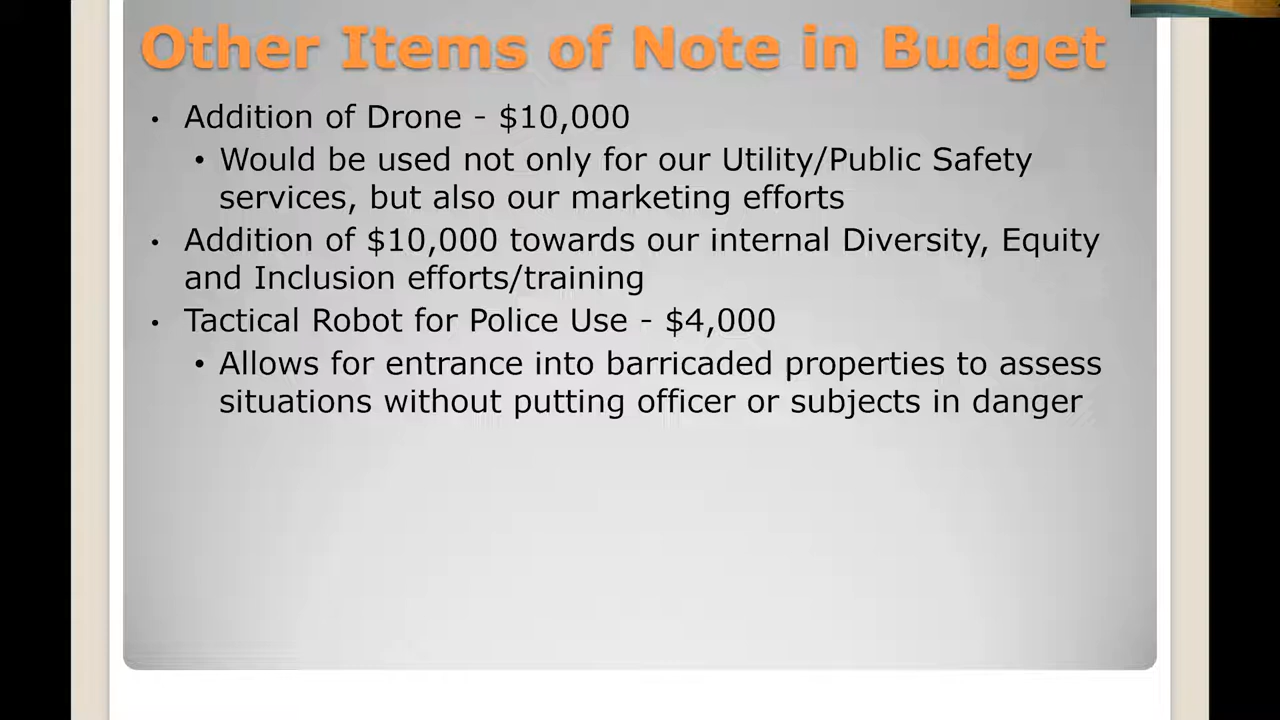 Other Items of Note in Budget
• Addition of Drone - $10,000
• Would be used not only for our Utility/Public Safety
services, but also our marketing efforts
• Addition of $10,000 towards our internal Diversity, Equity
and Inclusion efforts/training
• Tactical Robot for Police Use - $4,000
• Allows for entrance into barricaded properties to assess
situations without putting officer or subjects in danger